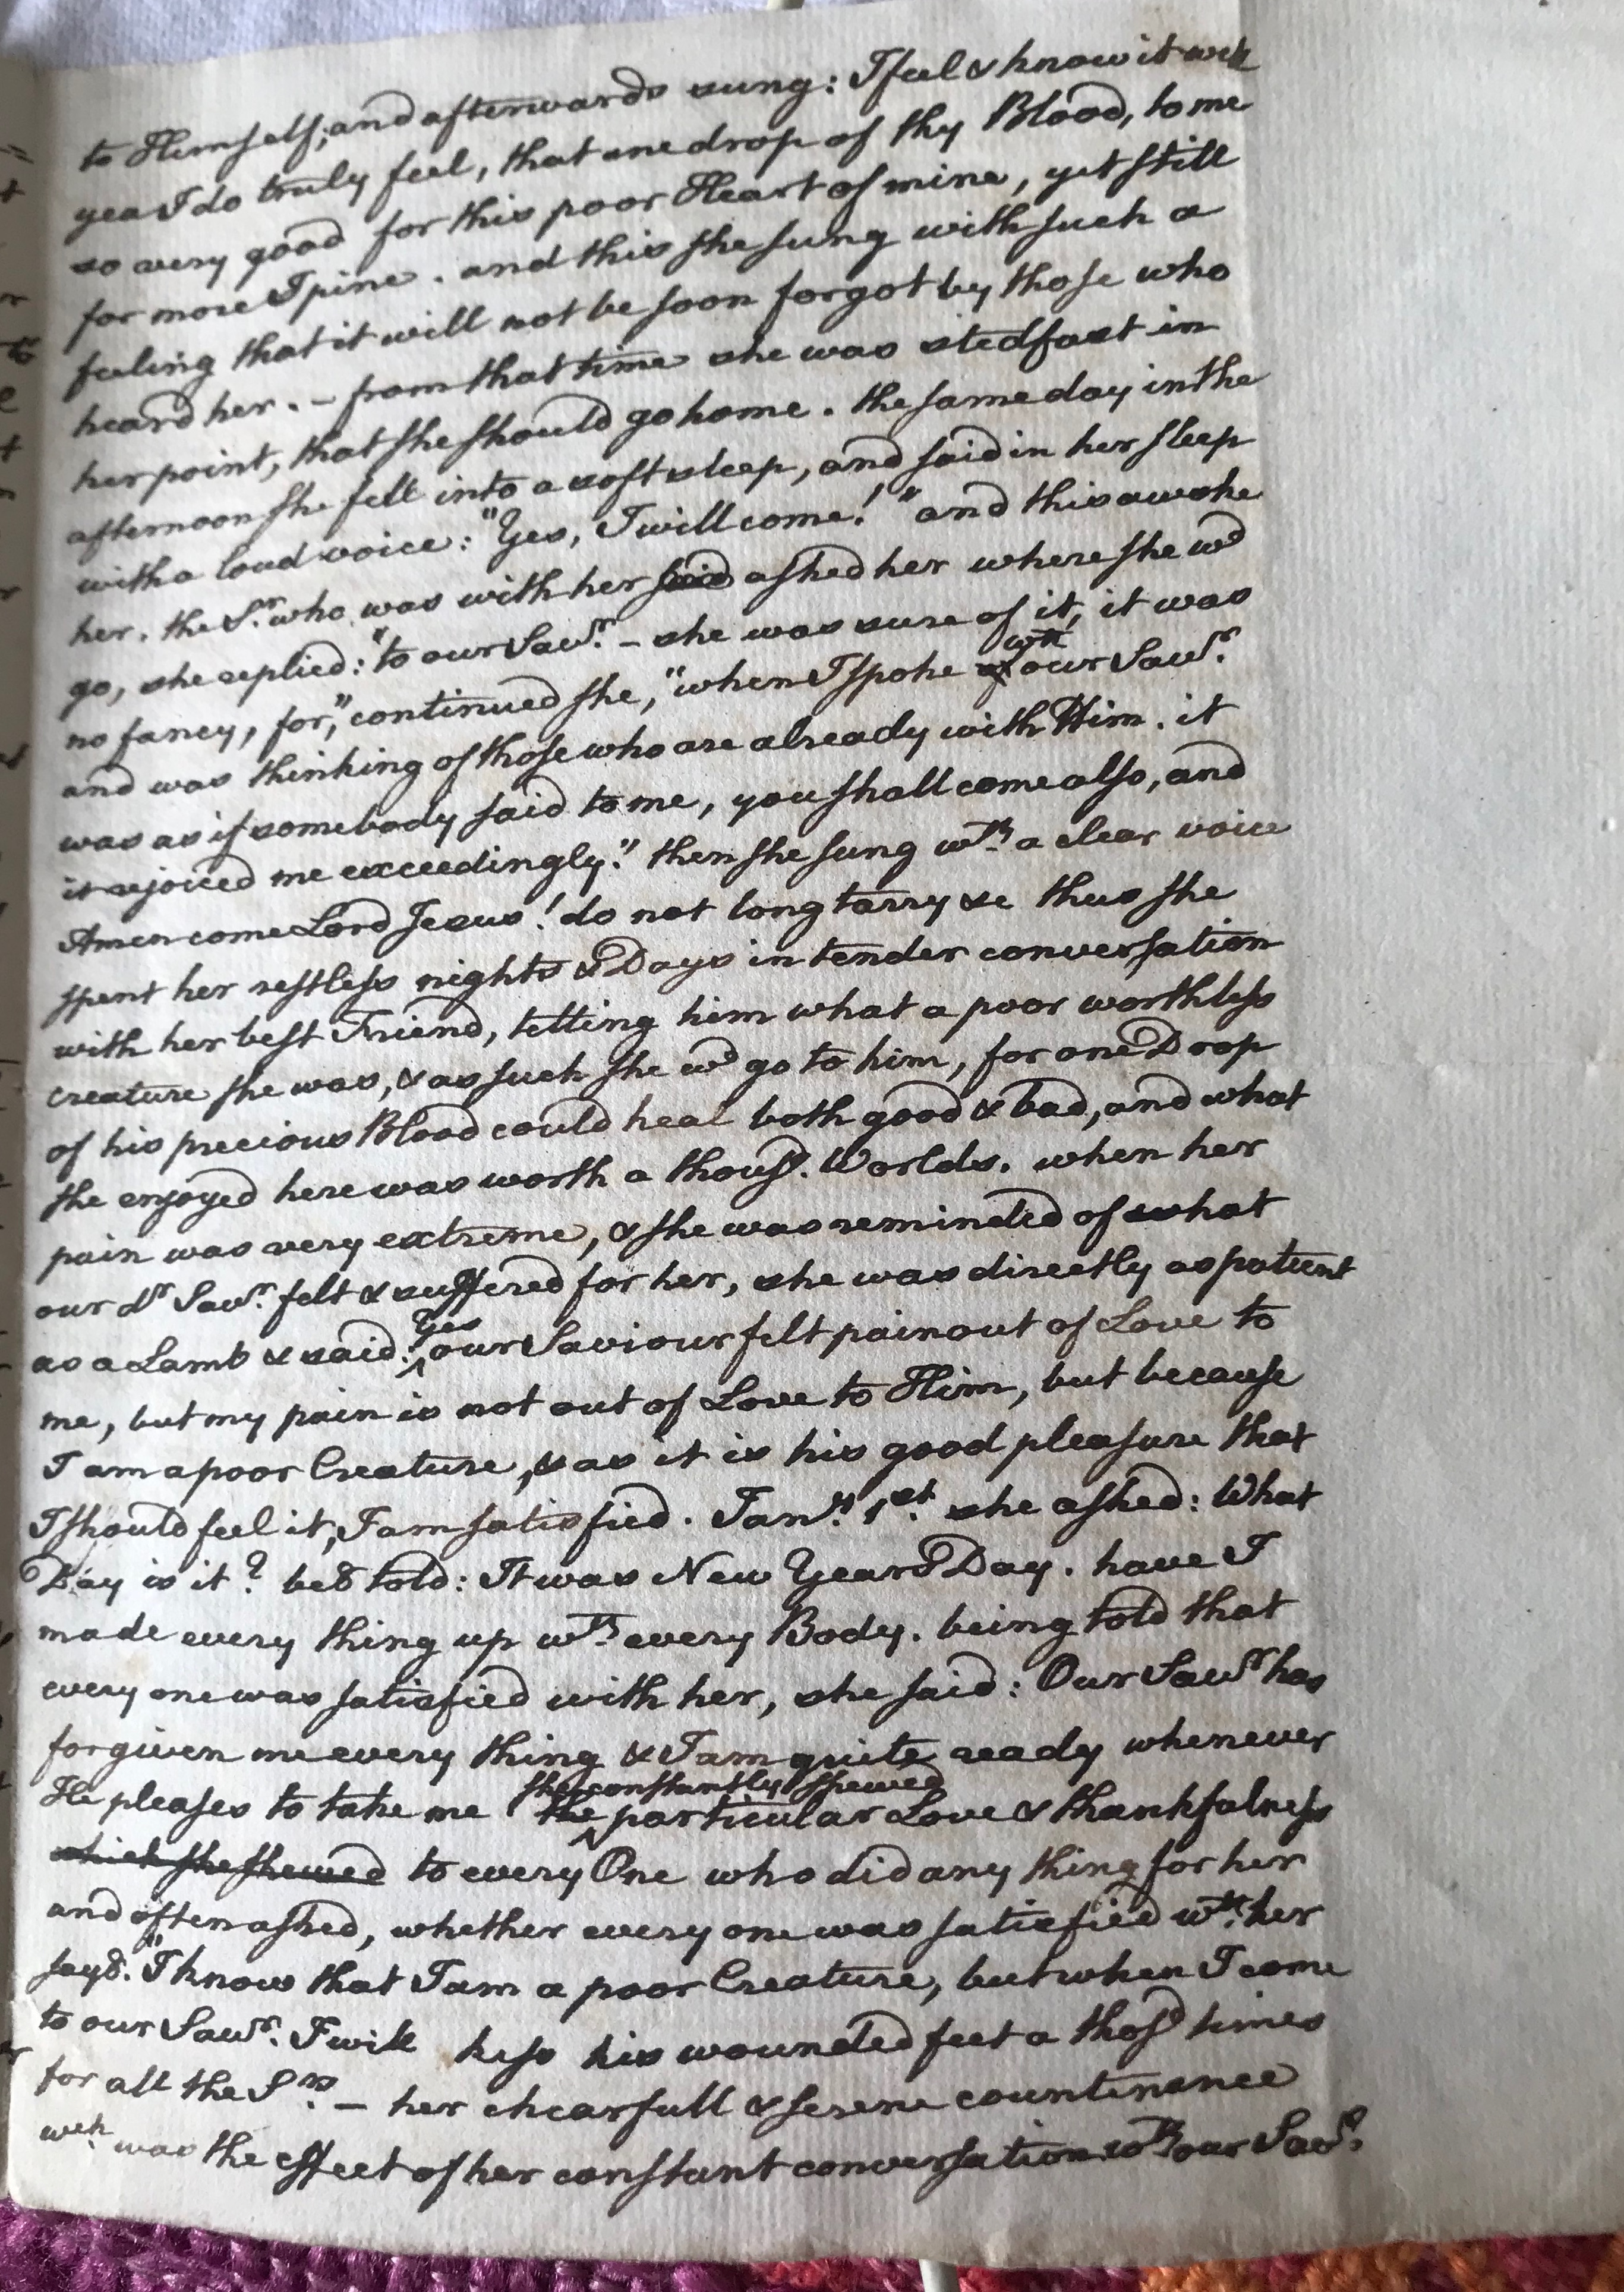 to Himself; and afterwards sung: I feel & know it well
yea I do truly feel, that one drop of thy Blood, to me
so very good for this poor Heart of mine, yet still
for more I pine. and this she sung with such a
feeling that it will not be soon forgot by those who
heard her. – from that time she was stedfast in
her point, that she should go home. the same day in the
afternoon she fell into a soft sleep, and said in her sleep
with a loud voice: "Yes, I will come!" and this awoke
her. the Sr. who was with her said asked her where she wd
go, she replied: "to our Savr. – she was sure of it, it was
no fancy, for," continued she, "when I spoke of wth our Savr.
and was thinking of those who are already with Him. it
was as if somebody said to me, you shall come also, and
it rejoiced me exceedingly." then she sung wth. a clear voice
Amen come Lord Jesus! do not long tarry &c thus she
spent her restless nights & Days in tender conversation
with her best Friend, telling him what a poor worthless
creature she was, & as such she wd go to him, for one Drop
of his precious Blood could heal both good & bad, and what
she enjoyed here was worth a thousd. Worlds. when her
pain was very extreme, & she was reminded of what
our dr Savr. felt & suffered for her, she was directly as patient
as a Lamb & said: Yes our Saviour felt pain out of Love to
me, but my pain is not out of Love to Him, but because
I am a poor Creature, & as it is his good pleasure that
I should feel it, I am satisfied. Jany. 1st. she asked: What
Day is it? beg told: It was New Years Day. have I
made every thing up wth. every Body. being told that
every one was satisfied with her, she said: Our Savr has
forgiven me every thing & I am quite ready whenever
He pleases to take me she constantly shewed the particular Love & thankfulness
which she shewed to every One who did any thing for her
and often asked, whether every one was satisfied wth. her
sayg. "I know that I am a poor Creature, but when I come
to our Savr. I will kiss his wounded feet a thosd times
for all the Srs. – her chearfull & serene countinance
wch. was the effect of her constant conversation wth our Savr.